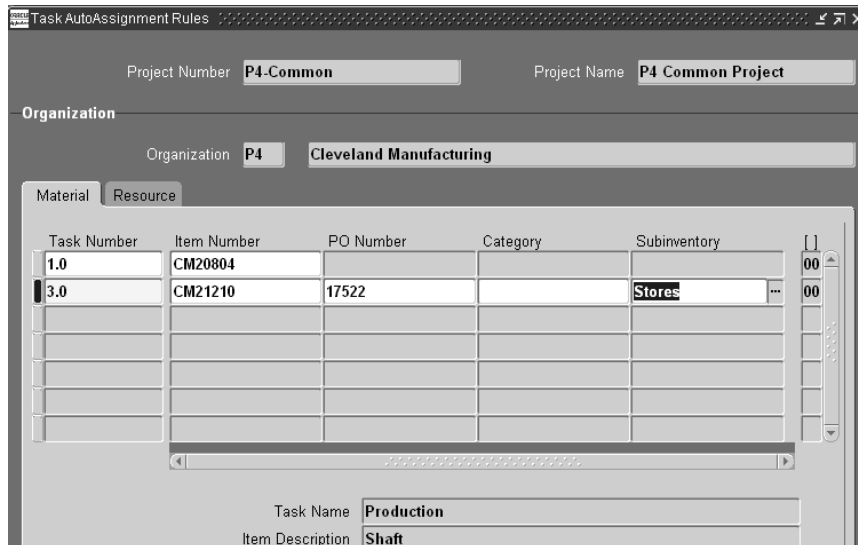 Task AutoAssignment Rules
Project Number P4-Common Project Name P4 Common Project
Organization
Organization P4 Cleveland Manufacturing
Material Resource
Task Number Item Number PO Number Category Subinventory [ ]
1.0 CM20804 00
3.0 CM21210 17522 Stores ... 00
Task Name Production
Item Description Shaft